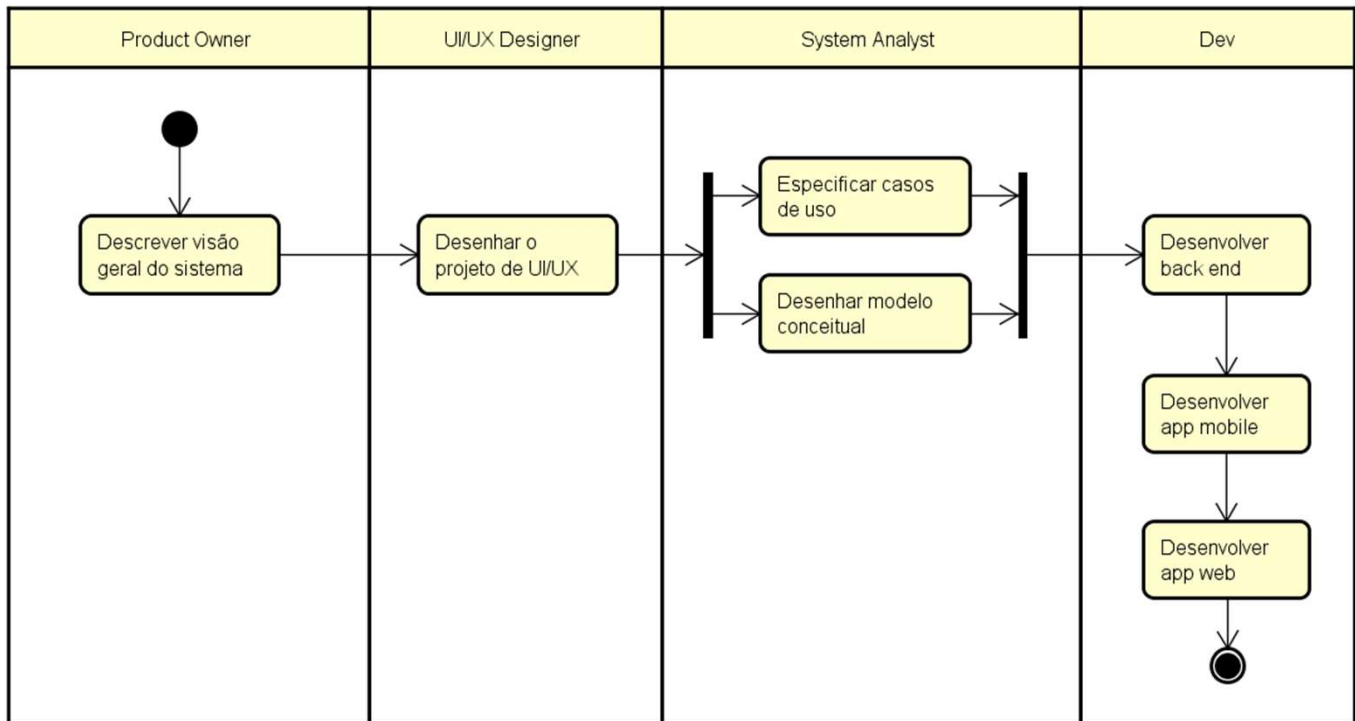 Product Owner
UI/UX Designer
System Analyst
Dev
Descrever visão
geral do sistema
Desenhar o
projeto de UI/UX
Especificar casos
de uso
Desenhar modelo
conceitual
Desenvolver
back end
Desenvolver
app mobile
Desenvolver
app web